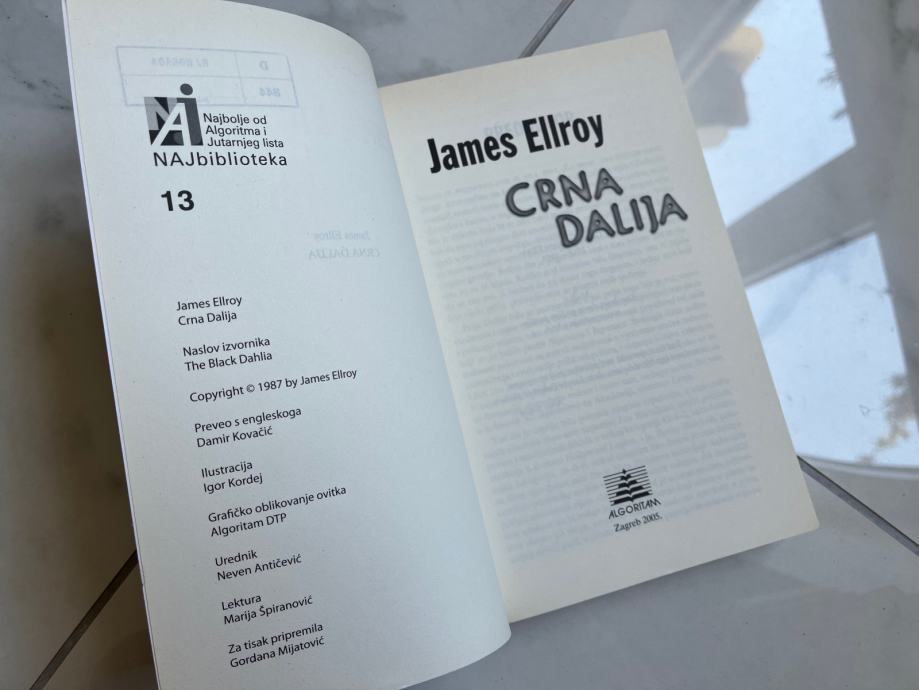 NAJ
Najbolje od
Algoritma i
Jutarnjeg lista
NAJbiblioteka
13
James Ellroy
Crna Dalija
Naslov izvornika
The Black Dahlia
Copyright © 1987 by James Ellroy
Preveo s engleskoga
Damir Kovačić
Ilustracija
Igor Kordej
Grafičko oblikovanje ovitka
Algoritam DTP
Urednik
Neven Antičević
Lektura
Marija Špiranović
Za tisak pripremila
Gordana Mijatović
James Ellroy
CRNA
DALIJA
ALGORITAM
Zagreb 2005.